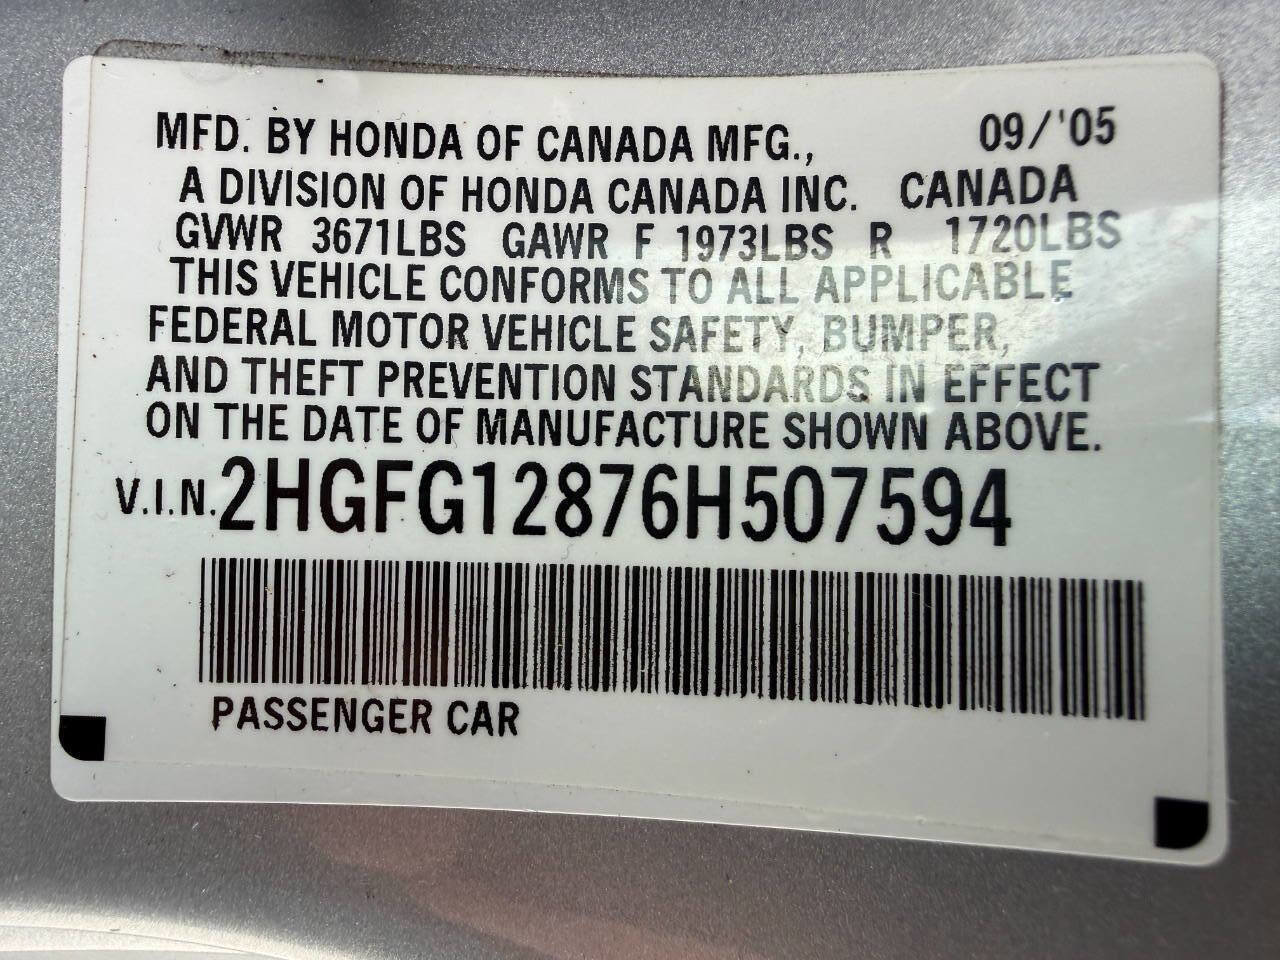 MFD. BY HONDA OF CANADA MFG., 09/'05
A DIVISION OF HONDA CANADA INC. CANADA
GVWR 3671LBS GAWR F 1973LBS R 1720LBS
THIS VEHICLE CONFORMS TO ALL APPLICABLE
FEDERAL MOTOR VEHICLE SAFETY, BUMPER,
AND THEFT PREVENTION STANDARDS IN EFFECT
ON THE DATE OF MANUFACTURE SHOWN ABOVE.
V.I.N. 2HGFG12876H507594
PASSENGER CAR